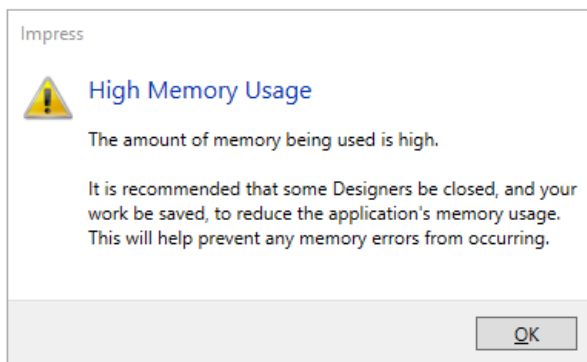 Impress
High Memory Usage
The amount of memory being used is high.
It is recommended that some Designers be closed, and your
work be saved, to reduce the application's memory usage.
This will help prevent any memory errors from occurring.
OK